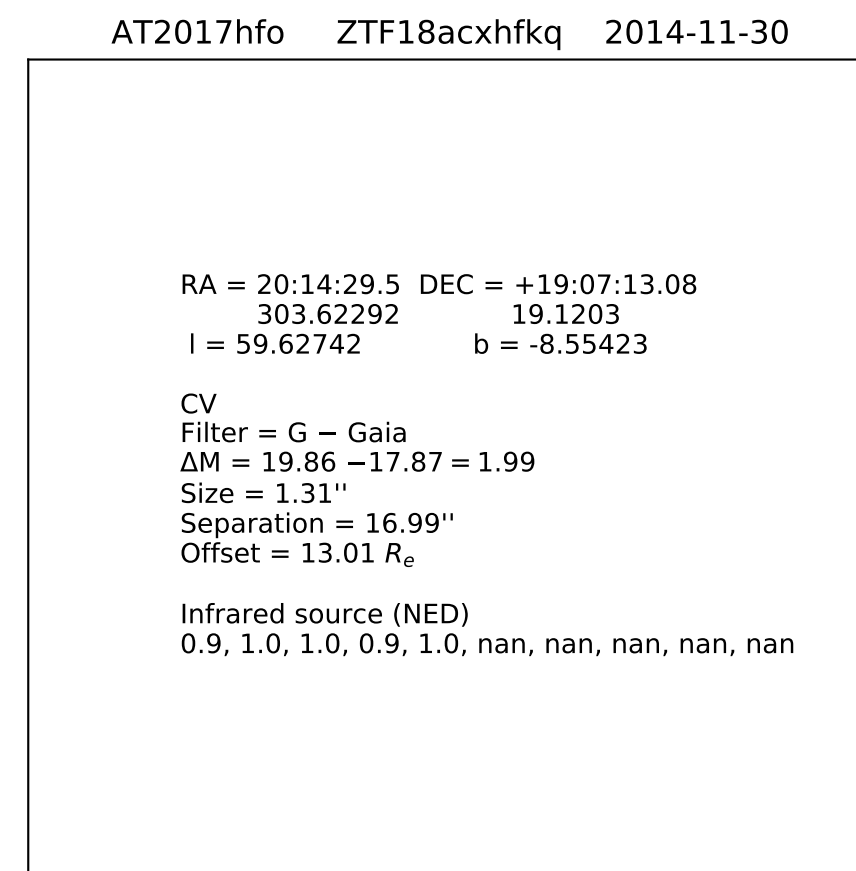 AT2017hfo ZTF18acxhfkq 2014-11-30
RA = 20:14:29.5 DEC = +19:07:13.08
303.62292 19.1203
l = 59.62742 b = -8.55423
CV
Filter = G − Gaia
ΔM = 19.86 −17.87 = 1.99
Size = 1.31''
Separation = 16.99''
Offset = 13.01 Re
Infrared source (NED)
0.9, 1.0, 1.0, 0.9, 1.0, nan, nan, nan, nan, nan